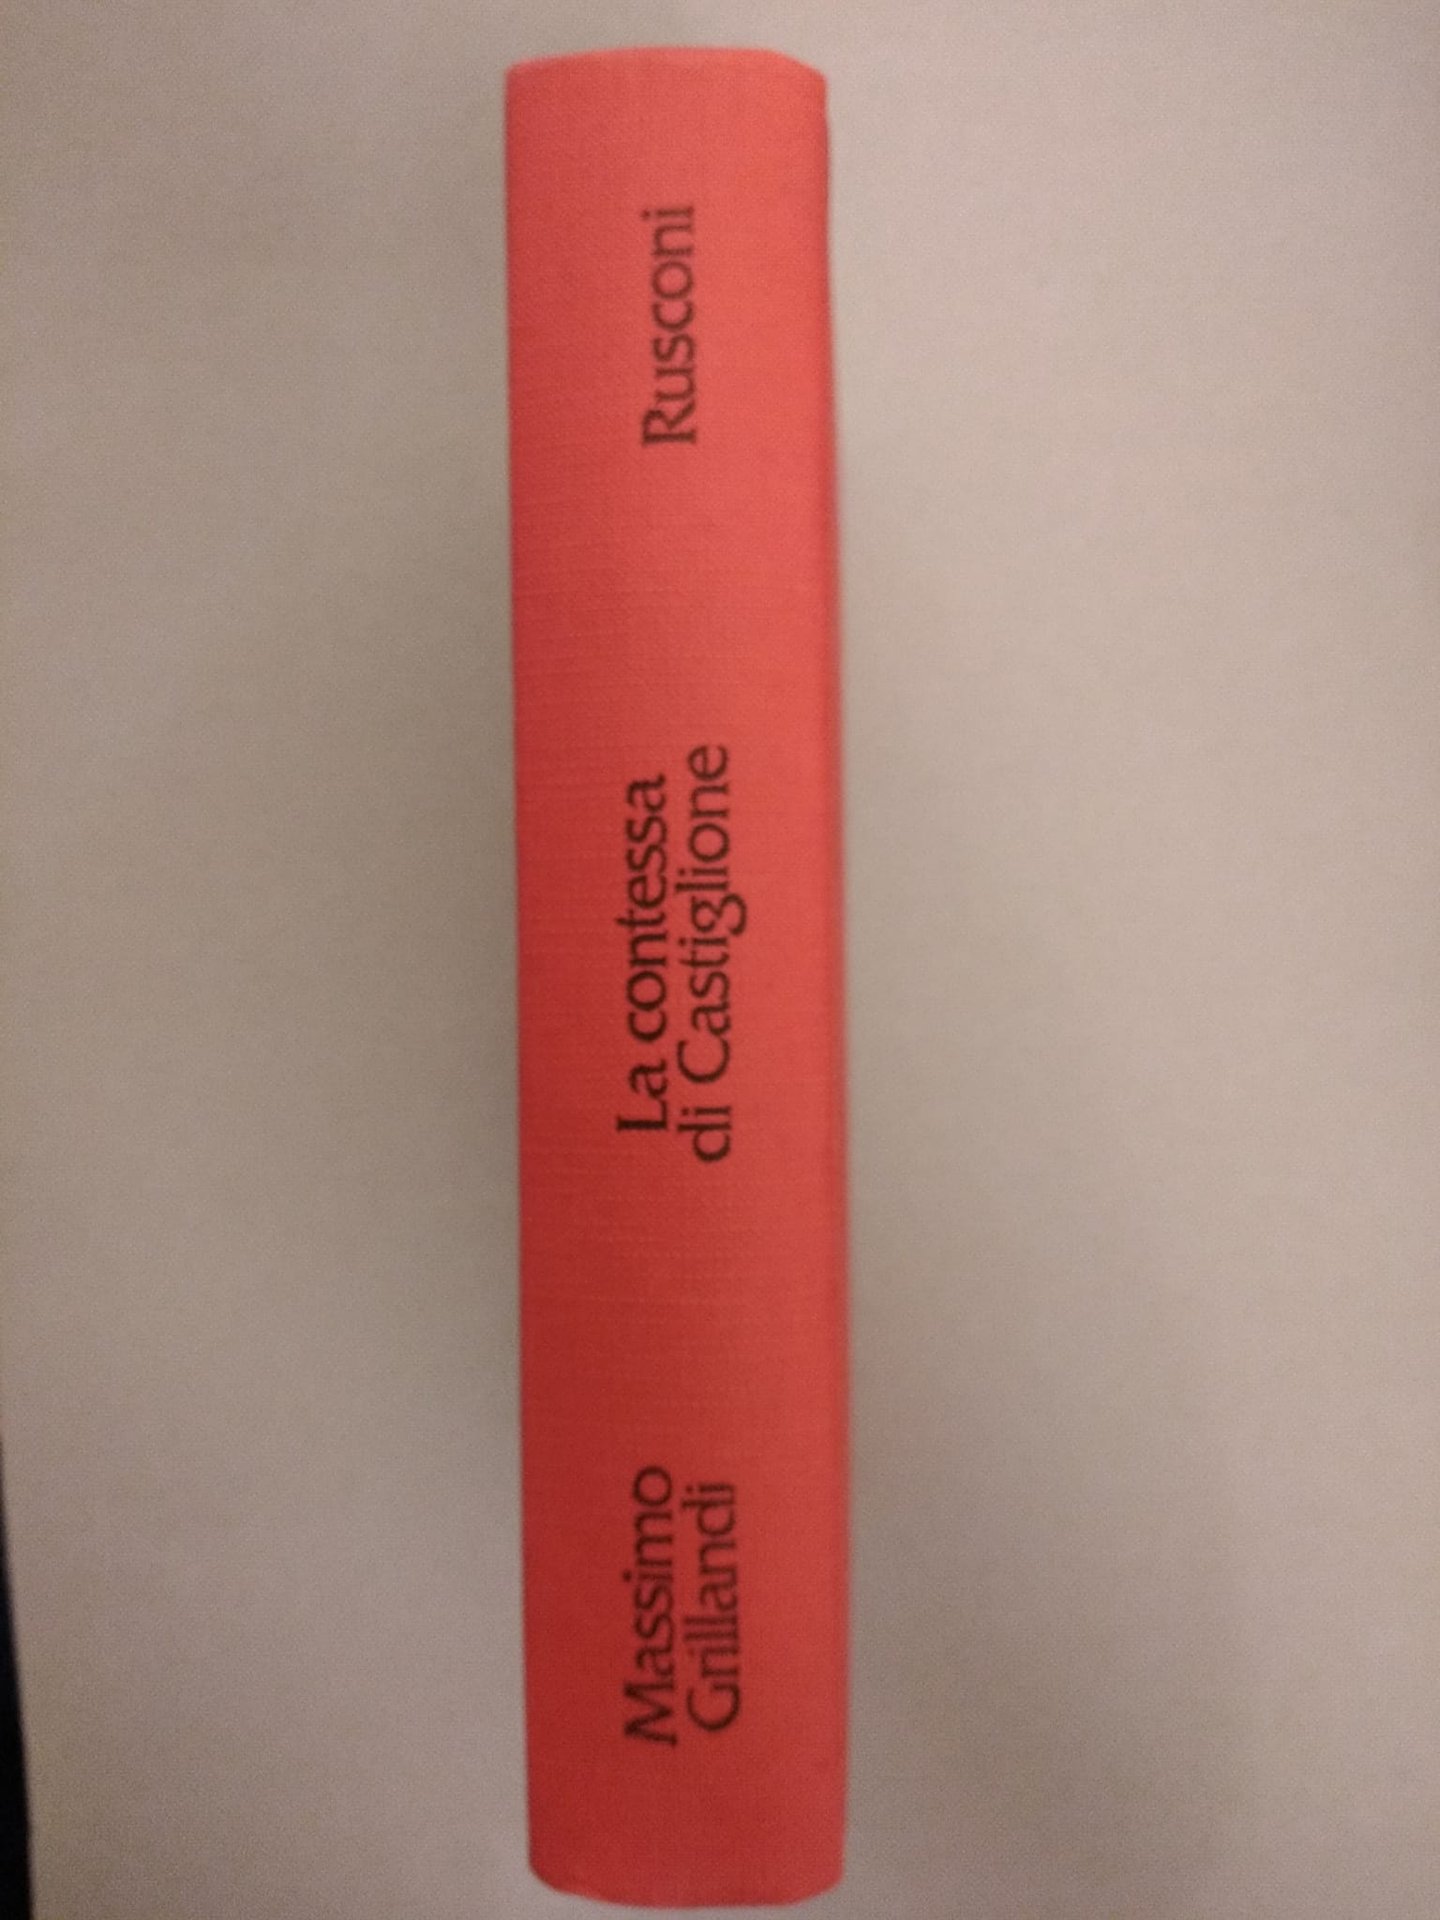 Massimo
Grillandi
La contessa
di Castiglione
Rusconi